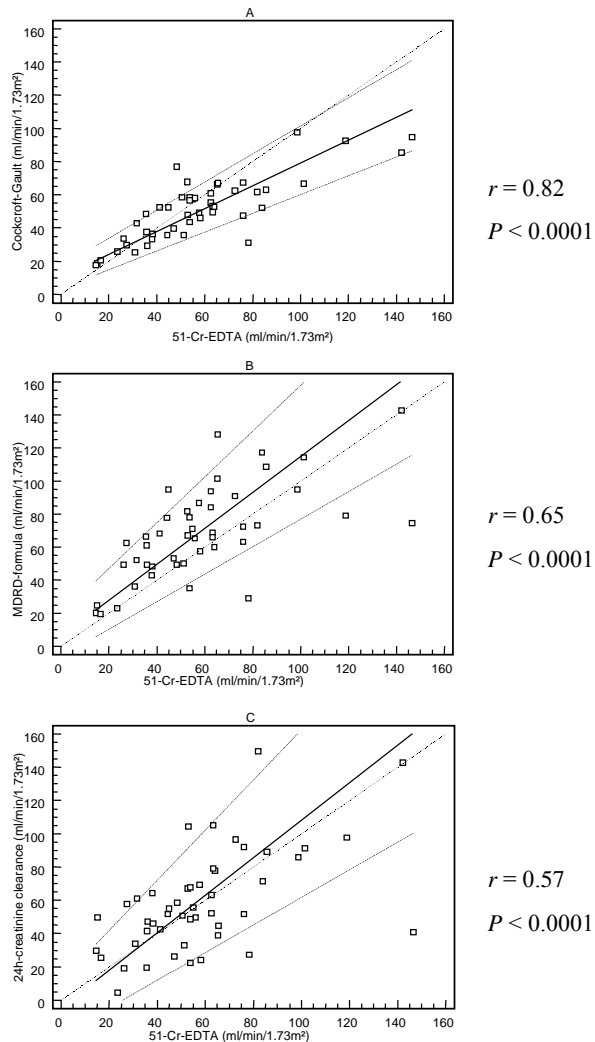 A
Cockcroft-Gault (ml/min/1.73m²)
160
140
120
100
80
60
40
20
0
0 20 40 60 80 100 120 140 160
51-Cr-EDTA (ml/min/1.73m²)
r = 0.82
P < 0.0001
B
MDRD-formula (ml/min/1.73m²)
160
140
120
100
80
60
40
20
0
0 20 40 60 80 100 120 140 160
51-Cr-EDTA (ml/min/1.73m²)
r = 0.65
P < 0.0001
C
24h-creatinine clearance (ml/min/1.73m²)
160
140
120
100
80
60
40
20
0
0 20 40 60 80 100 120 140 160
51-Cr-EDTA (ml/min/1.73m²)
r = 0.57
P < 0.0001